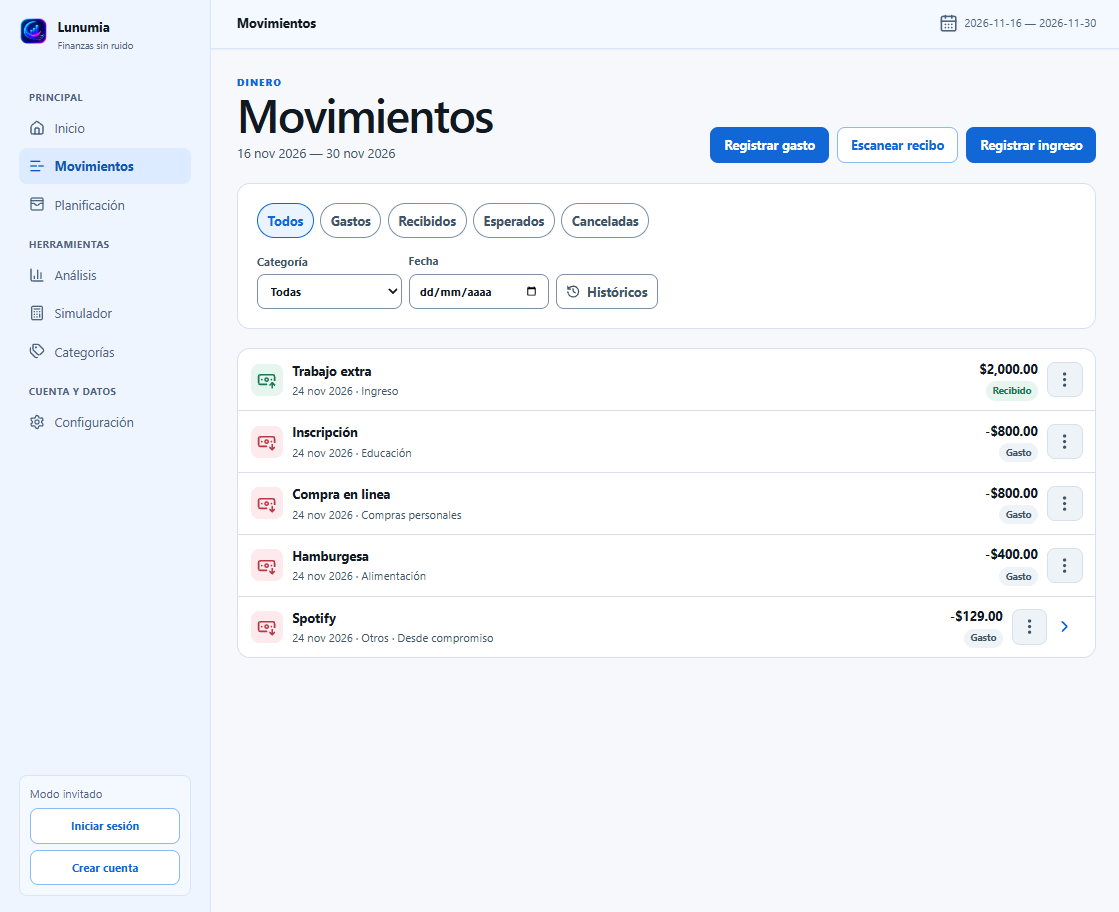 Lunumia
Finanzas sin ruido
PRINCIPAL
Inicio
Movimientos
Planificación
HERRAMIENTAS
Análisis
Simulador
Categorías
CUENTA Y DATOS
Configuración
Modo invitado
Iniciar sesión
Crear cuenta
Movimientos
2026-11-16 — 2026-11-30
DINERO
Movimientos
16 nov 2026 — 30 nov 2026
Registrar gasto
Escanear recibo
Registrar ingreso
Todos
Gastos
Recibidos
Esperados
Canceladas
Categoría
Fecha
Todas
dd/mm/aaaa
Históricos
Trabajo extra
24 nov 2026 · Ingreso
$2,000.00
Recibido
Inscripción
24 nov 2026 · Educación
-$800.00
Gasto
Compra en linea
24 nov 2026 · Compras personales
-$800.00
Gasto
Hamburgesa
24 nov 2026 · Alimentación
-$400.00
Gasto
Spotify
24 nov 2026 · Otros · Desde compromiso
-$129.00
Gasto